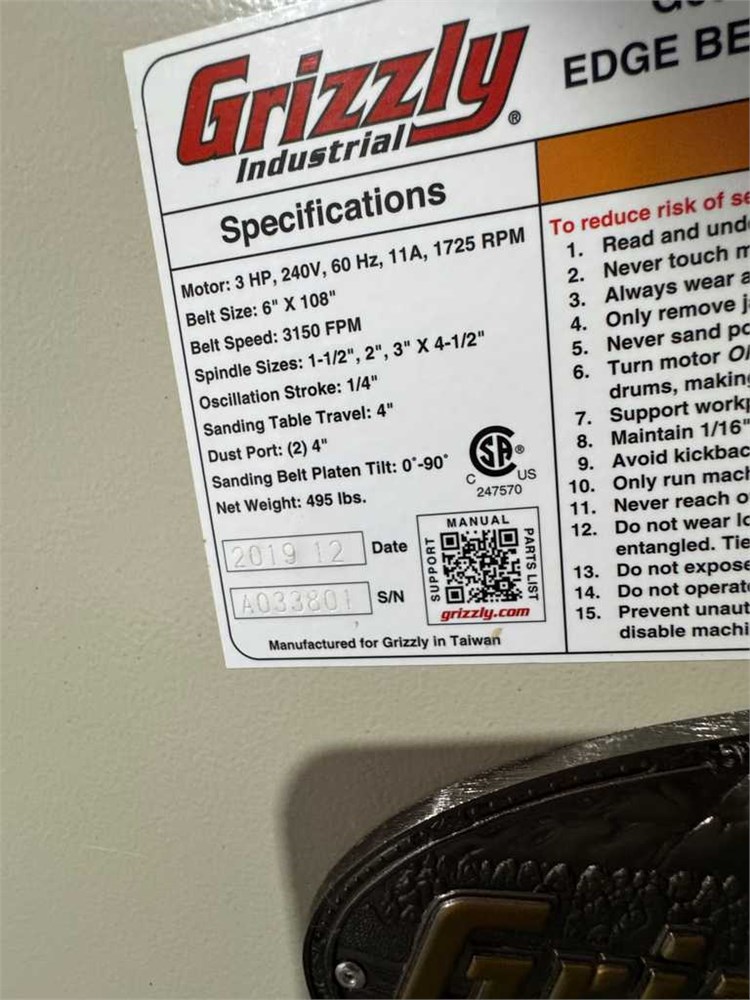 Grizzly®
Industrial
EDGE BE
Specifications
Motor: 3 HP, 240V, 60 Hz, 11A, 1725 RPM
Belt Size: 6" X 108"
Belt Speed: 3150 FPM
Spindle Sizes: 1-1/2", 2", 3" X 4-1/2"
Oscillation Stroke: 1/4"
Sanding Table Travel: 4"
Dust Port: (2) 4"
Sanding Belt Platen Tilt: 0°-90°
Net Weight: 495 lbs.
SA®
C US
247570
2019 12 Date
A033801 S/N
MANUAL
SUPPORT
PARTS LIST
grizzly.com
Manufactured for Grizzly in Taiwan
To reduce risk of se
1. Read and unde
2. Never touch m
3. Always wear a
4. Only remove j
5. Never sand po
6. Turn motor O
drums, making
7. Support workp
8. Maintain 1/16"
9. Avoid kickbac
10. Only run mach
11. Never reach o
12. Do not wear lo
entangled. Tie
13. Do not expose
14. Do not operate
15. Prevent unaut
disable machi
Gri